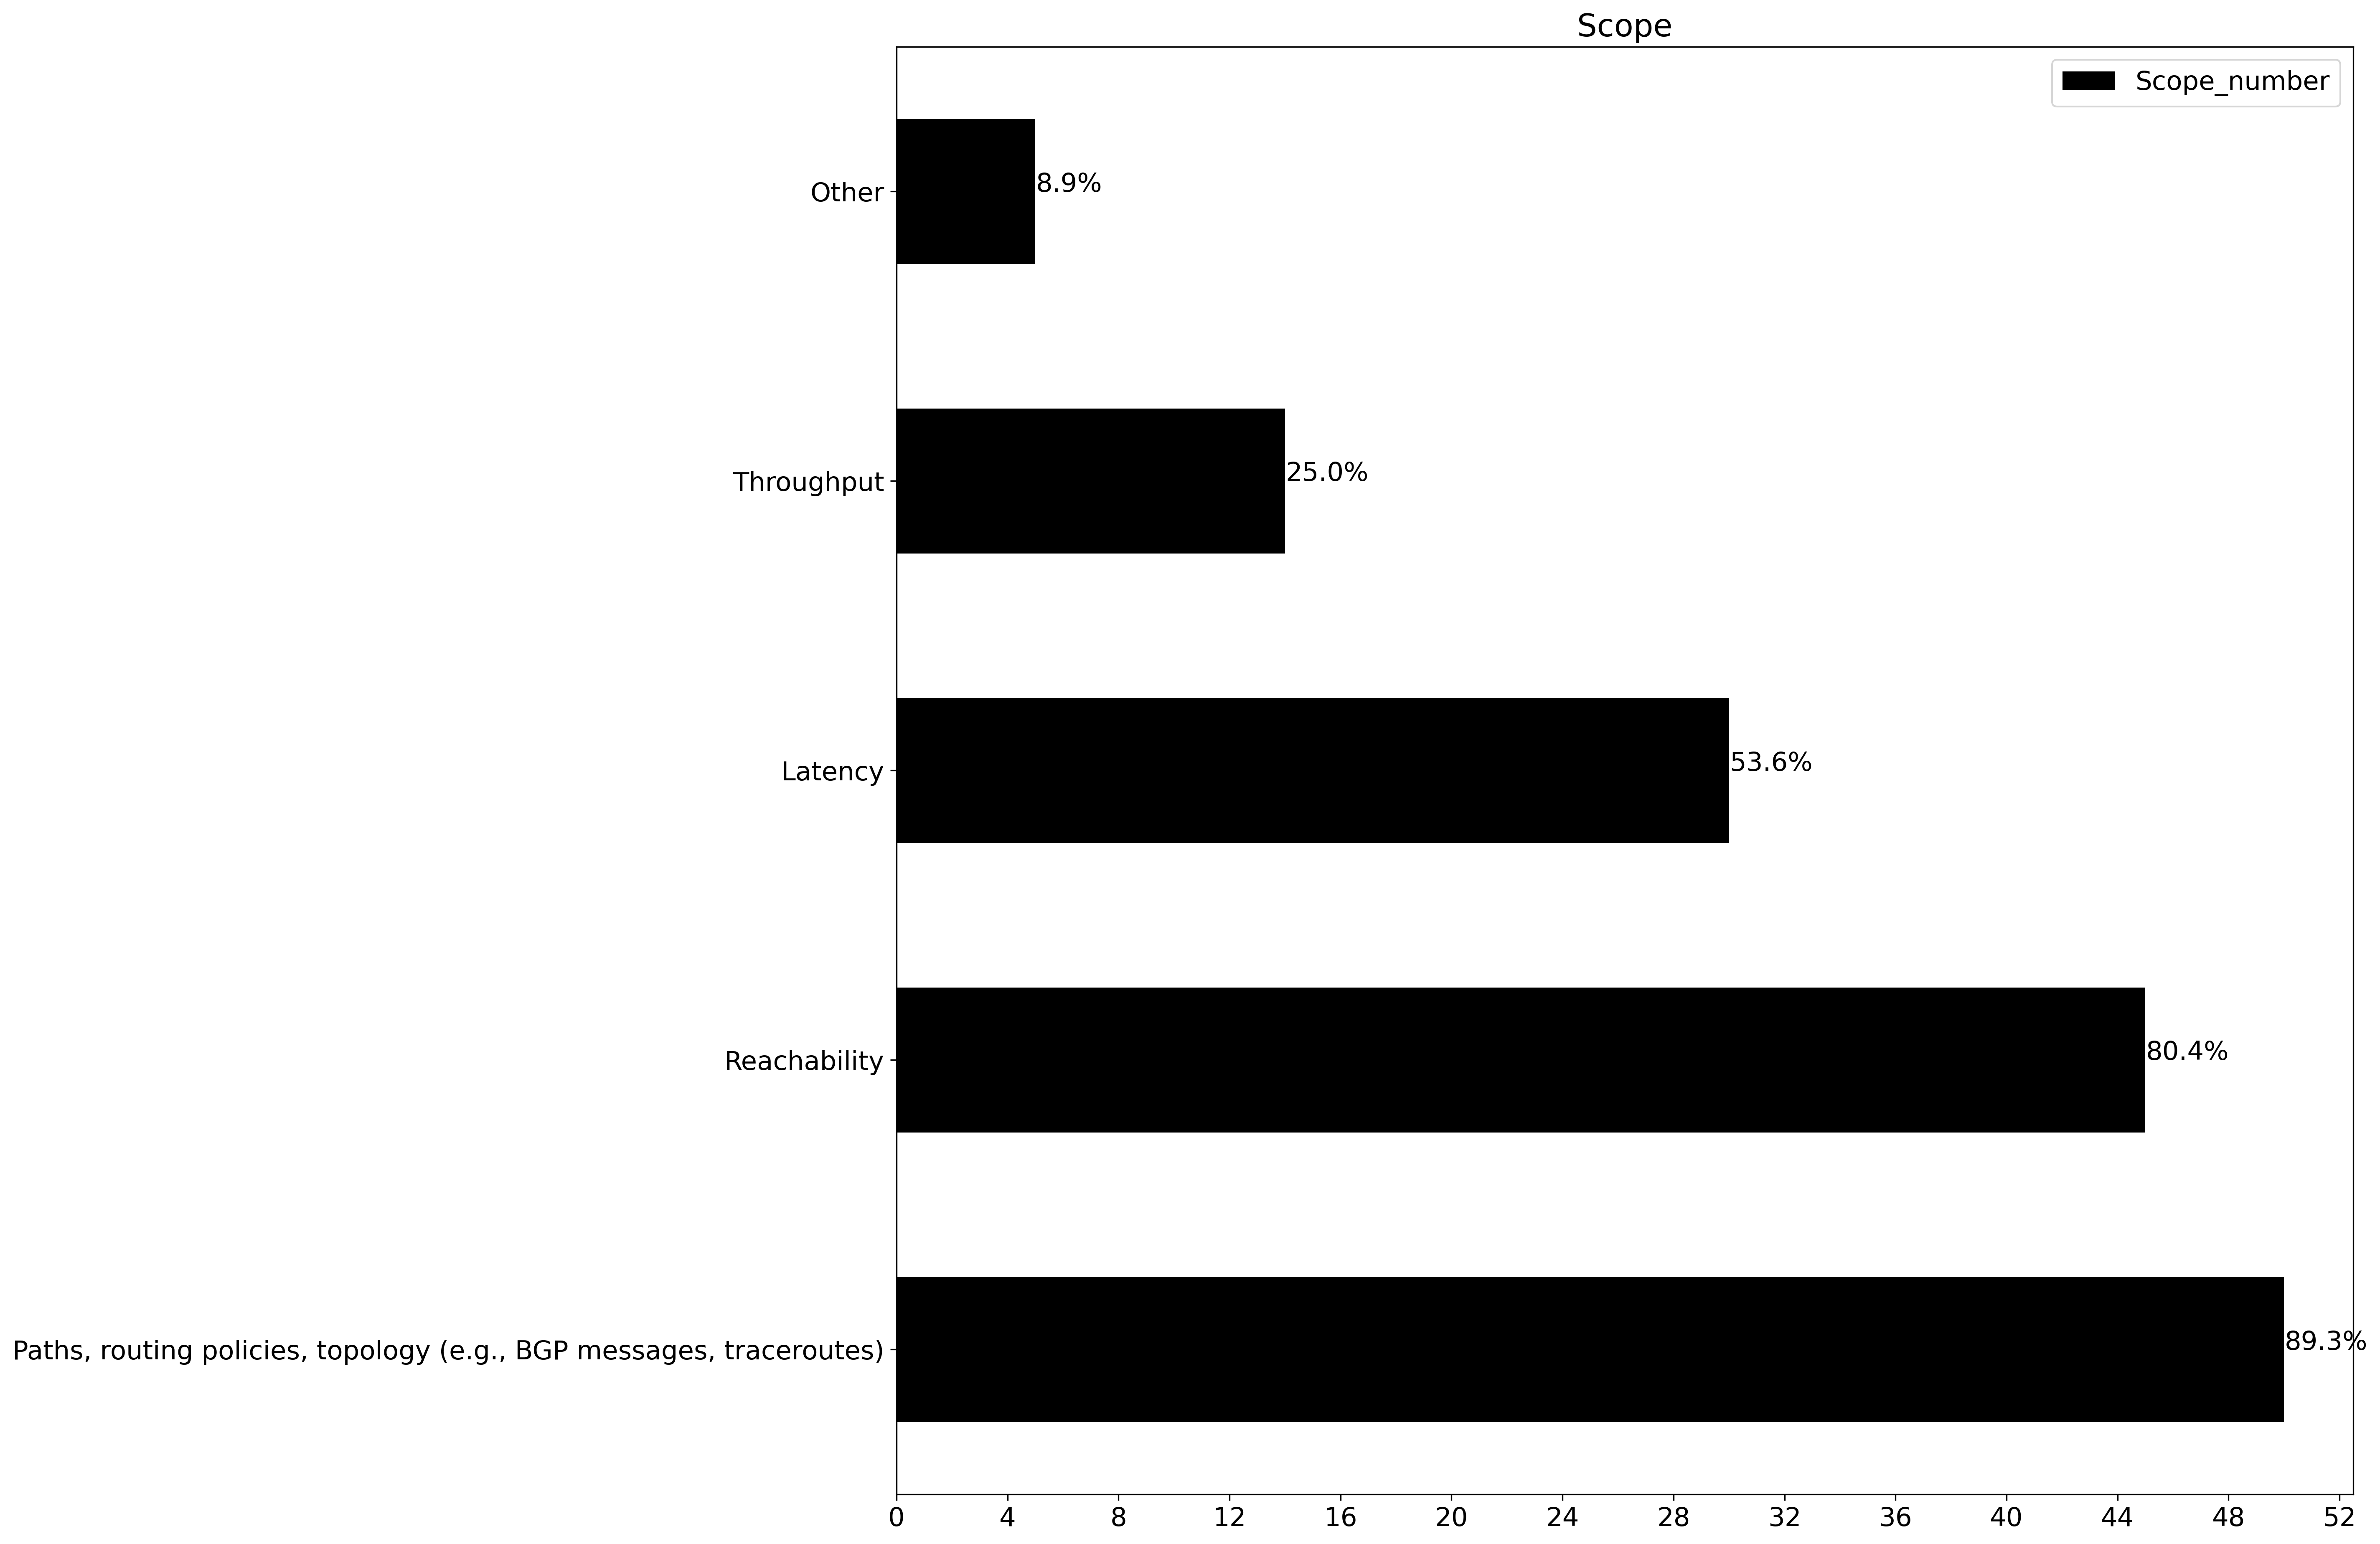 Scope
Scope_number
Other
8.9%
Throughput
25.0%
Latency
53.6%
Reachability
80.4%
Paths, routing policies, topology (e.g., BGP messages, traceroutes)
89.3%
0 4 8 12 16 20 24 28 32 36 40 44 48 52